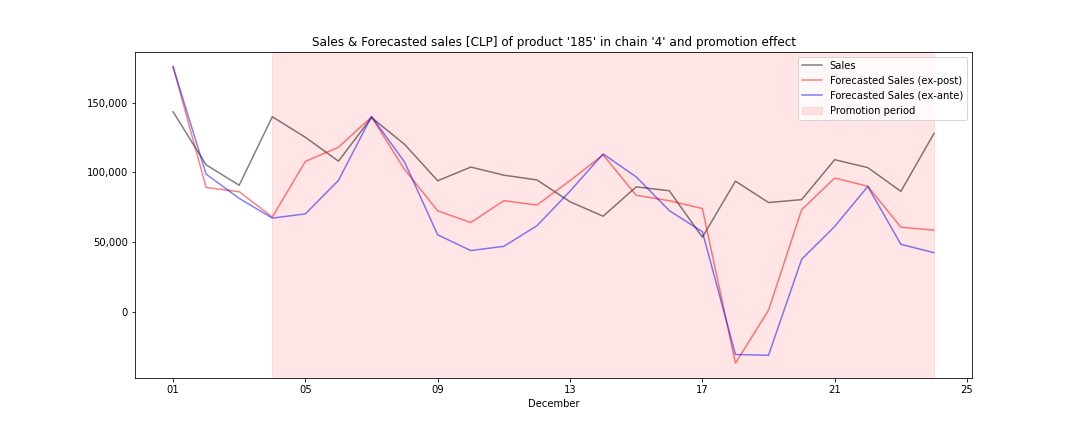 Sales & Forecasted sales [CLP] of product '185' in chain '4' and promotion effect
Sales
Forecasted Sales (ex-post)
Forecasted Sales (ex-ante)
Promotion period
150,000
100,000
50,000
0
01 05 09 13 17 21 25
December